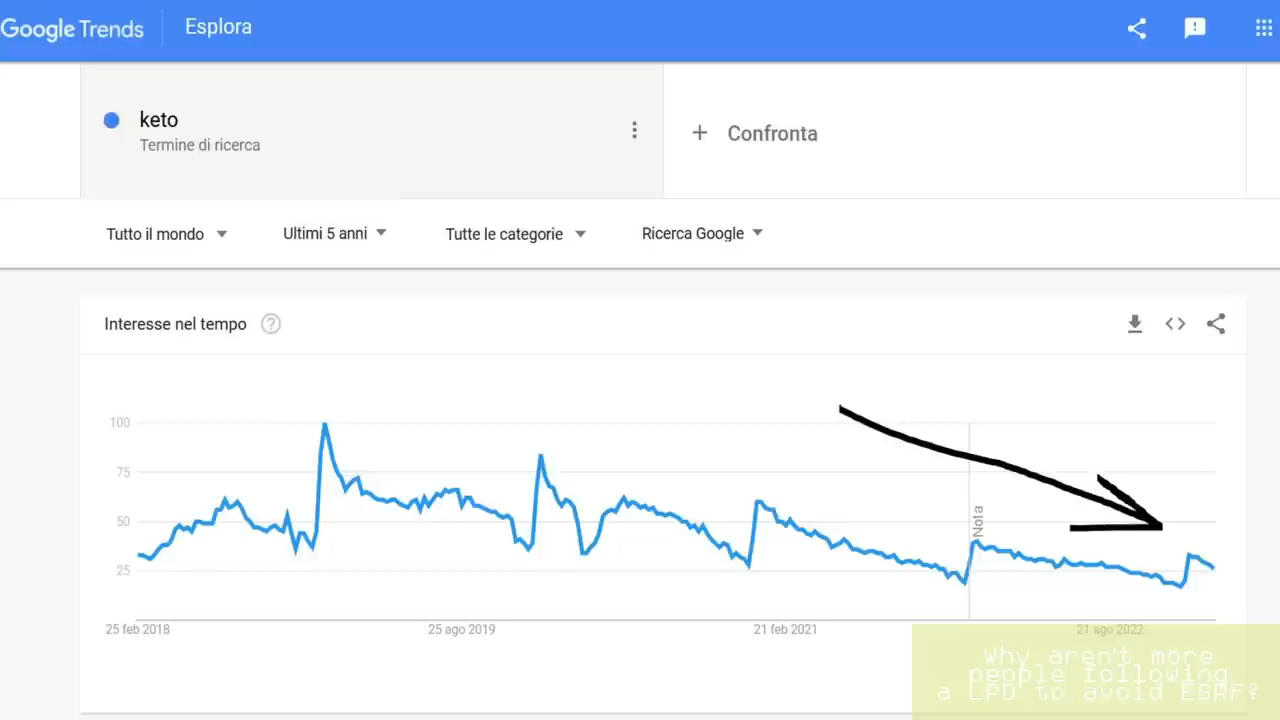 Google Trends Esplora
keto
Termine di ricerca
+ Confronta
Tutto il mondo Ultimi 5 anni Tutte le categorie Ricerca Google
Interesse nel tempo ?
100
75
50
25
Nota
25 feb 2018 25 ago 2019 21 feb 2021 21 ago 2022
Why aren't more
people following
a LPD to avoid ESRF?